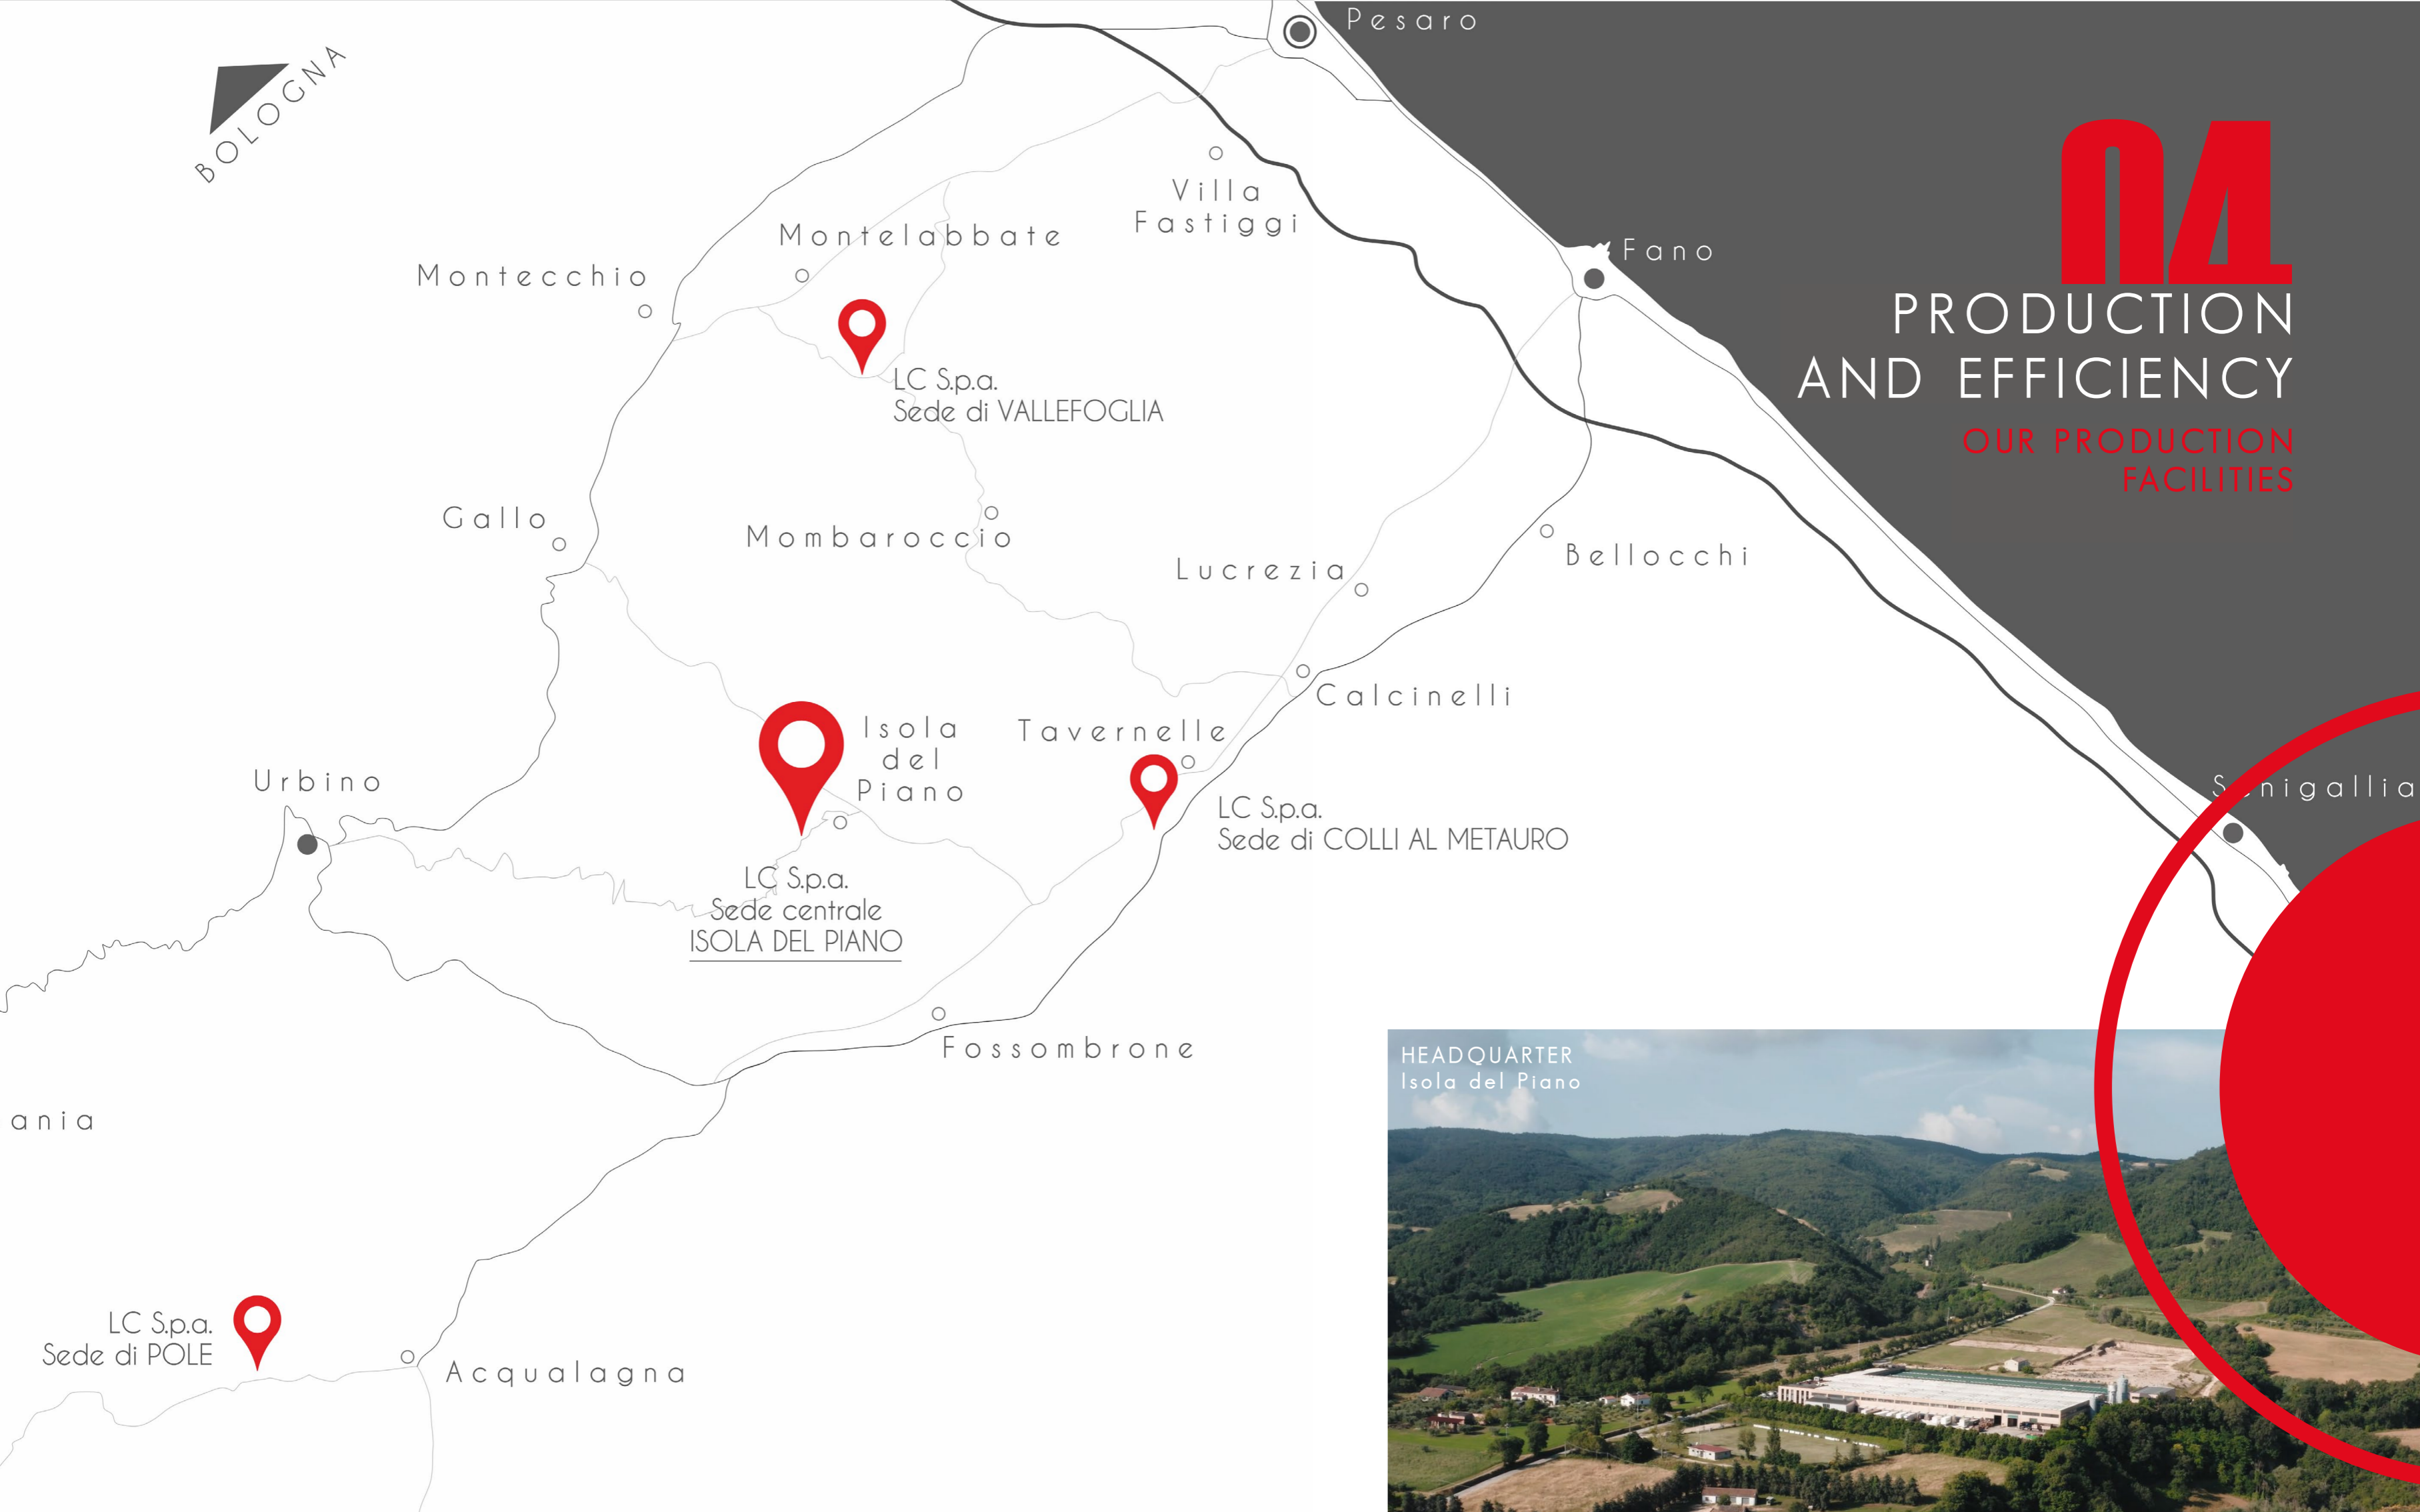 Pesaro
BOLOGNA
04
PRODUCTION
AND EFFICIENCY
OUR PRODUCTION
FACILITIES
Villa
Fastiggi
Montelabbate
Fano
Montecchio
LC S.p.a.
Sede di VALLEFOGLIA
Gallo
Mombaroccio
Bellocchi
Lucrezia
Calcinelli
Isola
del
Piano
Tavernelle
Urbino
Senigallia
LC S.p.a.
Sede di COLLI AL METAURO
LC S.p.a.
Sede centrale
ISOLA DEL PIANO
Fossombrone
HEADQUARTER
Isola del Piano
ania
LC S.p.a.
Sede di POLE
Acqualagna